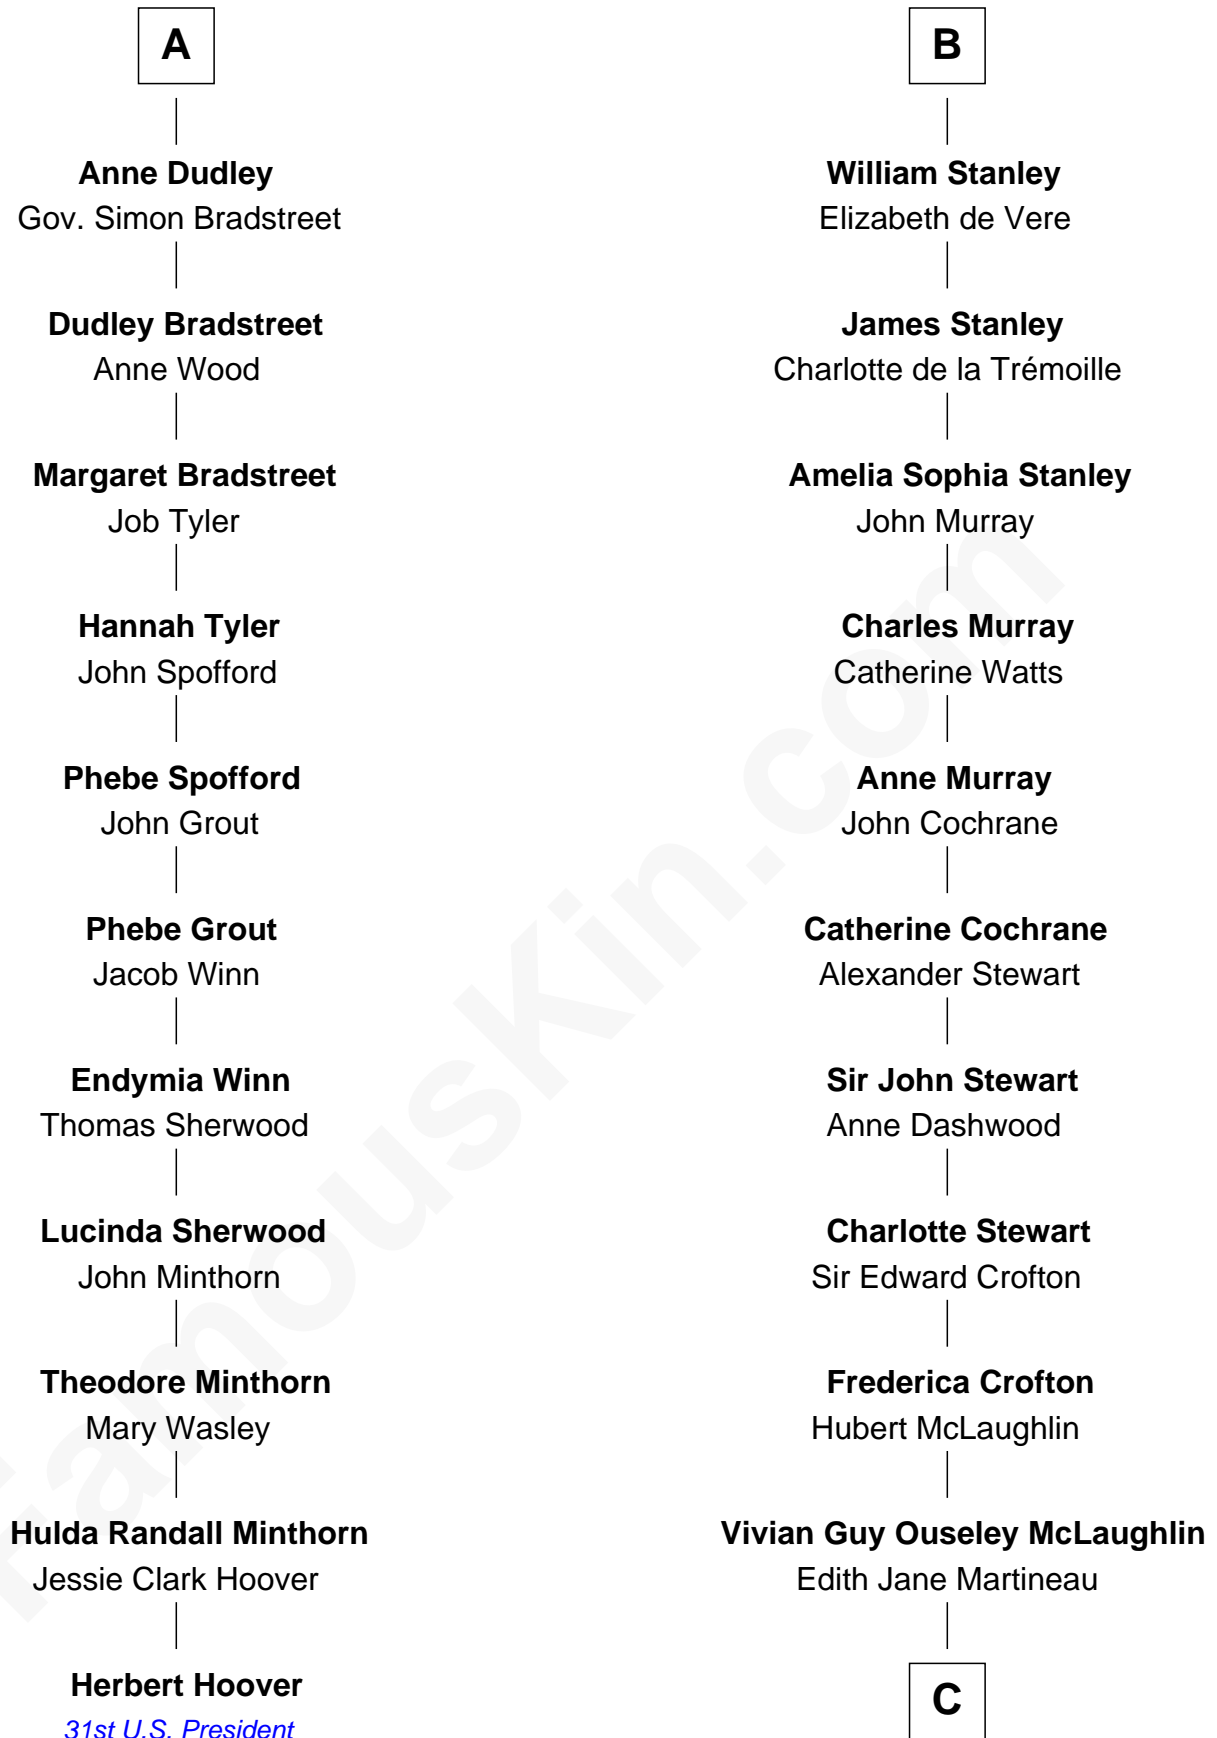 A
Anne Dudley
Gov. Simon Bradstreet
Dudley Bradstreet
Anne Wood
Margaret Bradstreet
Job Tyler
Hannah Tyler
John Spofford
Phebe Spofford
John Grout
Phebe Grout
Jacob Winn
Endymia Winn
Thomas Sherwood
Lucinda Sherwood
John Minthorn
Theodore Minthorn
Mary Wasley
Hulda Randall Minthorn
Jessie Clark Hoover
Herbert Hoover
31st U.S. President
B
William Stanley
Elizabeth de Vere
James Stanley
Charlotte de la Trémoille
Amelia Sophia Stanley
John Murray
Charles Murray
Catherine Watts
Anne Murray
John Cochrane
Catherine Cochrane
Alexander Stewart
Sir John Stewart
Anne Dashwood
Charlotte Stewart
Sir Edward Crofton
Frederica Crofton
Hubert McLaughlin
Vivian Guy Ouseley McLaughlin
Edith Jane Martineau
C
famouskin.com